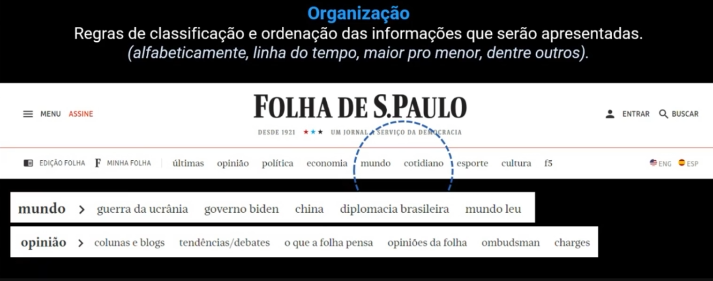 Organização
Regras de classificação e ordenação das informações que serão apresentadas.
(alfabeticamente, linha do tempo, maior pro menor, dentre outros).
MENU ASSINE FOLHA DE S.PAULO ENTRAR BUSCAR
DESDE 1921 ★★★ UM JORNAL A SERVIÇO DA DEMOCRACIA
EDIÇÃO FOLHA F MINHA FOLHA últimas opinião política economia mundo cotidiano esporte cultura f5 ENG ESP
mundo > guerra da ucrânia governo biden china diplomacia brasileira mundo leu
opinião > colunas e blogs tendências/debates o que a folha pensa opiniões da folha ombudsman charges